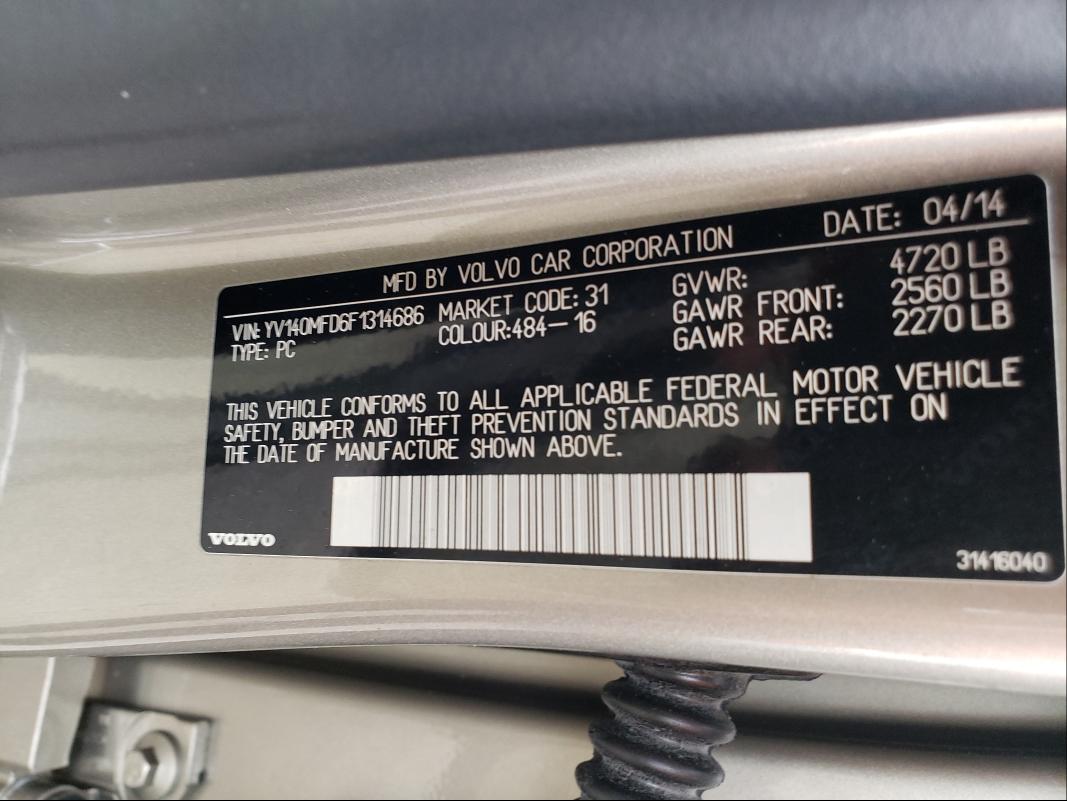 MFD BY VOLVO CAR CORPORATION DATE: 04/14
VIN: YV140MFD6F1314686 MARKET CODE: 31 GVWR: 4720 LB
TYPE: PC COLOUR:484-16 GAWR FRONT: 2560 LB
GAWR REAR: 2270 LB
THIS VEHICLE CONFORMS TO ALL APPLICABLE FEDERAL MOTOR VEHICLE
SAFETY, BUMPER AND THEFT PREVENTION STANDARDS IN EFFECT ON
THE DATE OF MANUFACTURE SHOWN ABOVE.
VOLVO 31416040